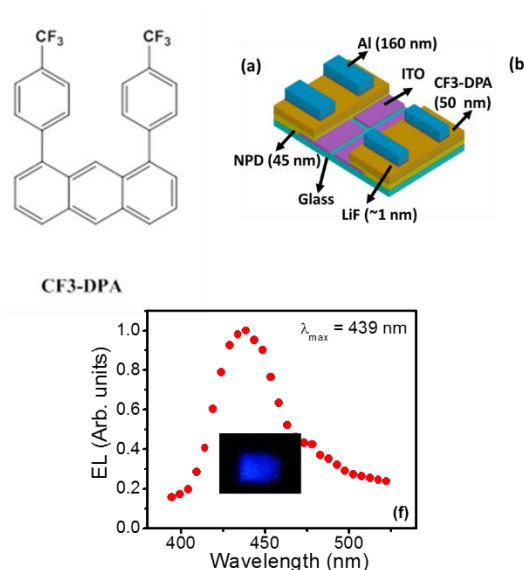 CF3 CF3
CF3-DPA
(a)
Al (160 nm)
ITO
(b
CF3-DPA
(50 nm)
NPD (45 nm)
Glass
LiF (~1 nm)
λmax = 439 nm
EL (Arb. units)
1.0
0.8
0.6
0.4
0.2
0.0
(f)
400 450 500
Wavelength (nm)